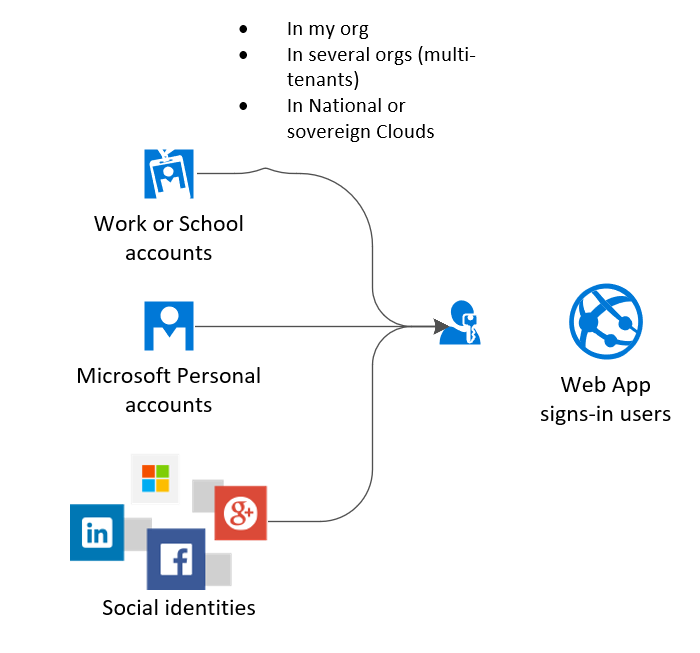 • In my org
• In several orgs (multi-
tenants)
• In National or
sovereign Clouds
Work or School
accounts
Microsoft Personal
accounts
Web App
signs-in users
in
g+
f
Social identities